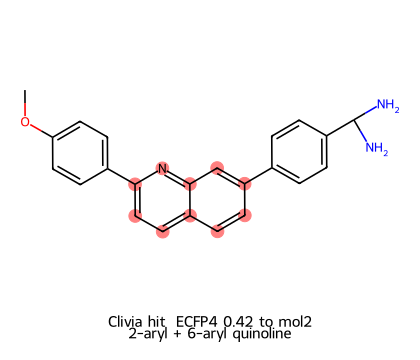 O
N
NH2
NH2
Clivia hit  ECFP4 0.42 to mol2
2-aryl + 6-aryl quinoline